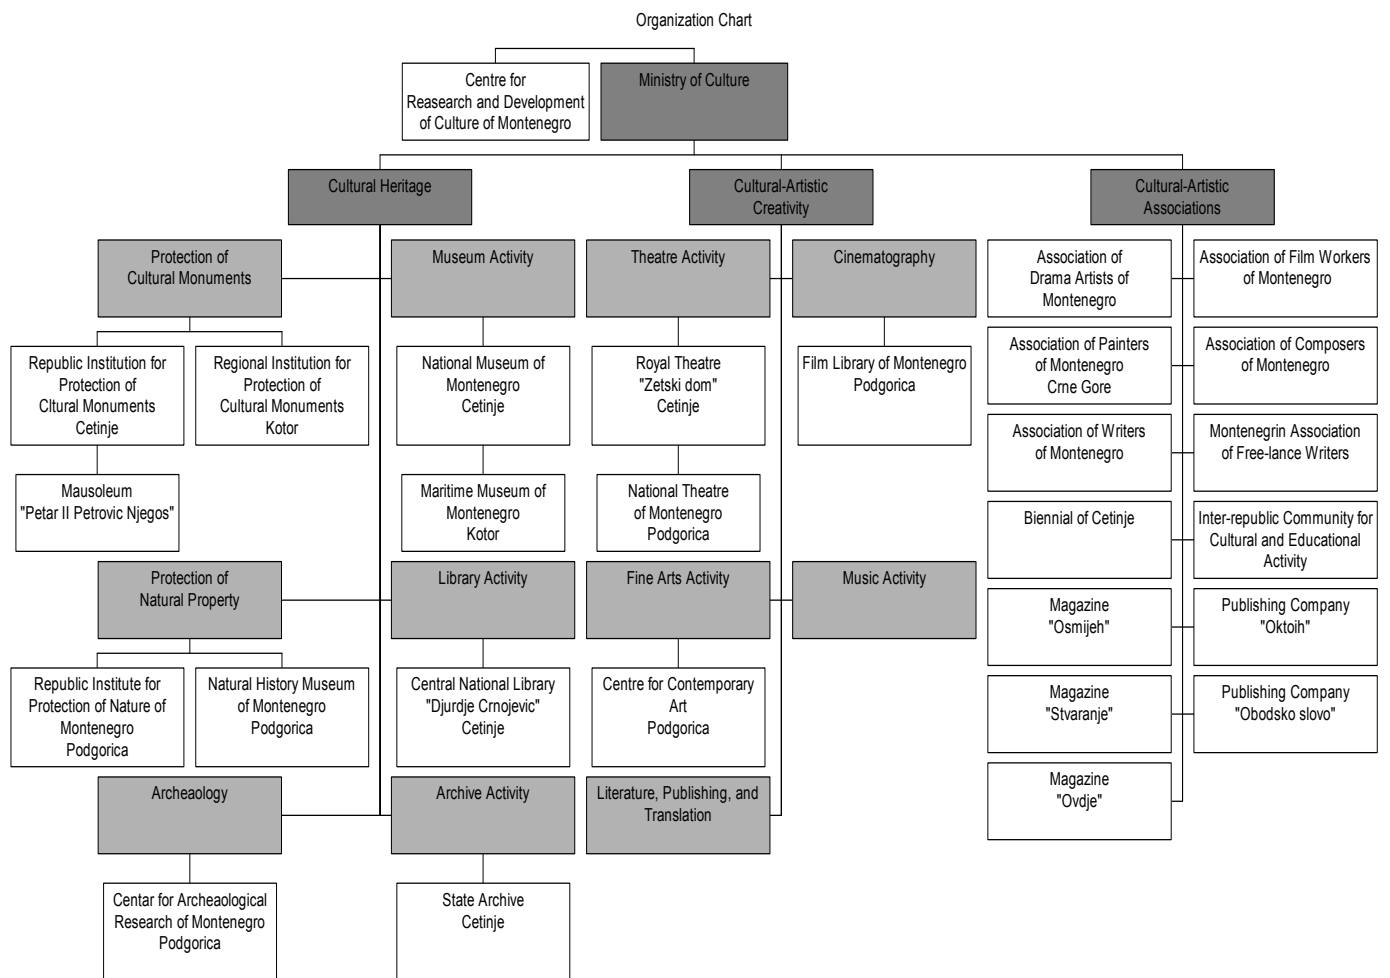 Organization Chart
Centre for
Reasearch and Development
of Culture of Montenegro
Ministry of Culture
Cultural Heritage
Cultural-Artistic
Creativity
Cultural-Artistic
Associations
Protection of
Cultural Monuments
Museum Activity
Theatre Activity
Cinematography
Association of
Drama Artists of
Montenegro
Association of Film Workers
of Montenegro
Republic Institution for
Protection of
Cltural Monuments
Cetinje
Regional Institution for
Protection of
Cultural Monuments
Kotor
National Museum of
Montenegro
Cetinje
Royal Theatre
"Zetski dom"
Cetinje
Film Library of Montenegro
Podgorica
Association of Painters
of Montenegro
Crne Gore
Association of Composers
of Montenegro
Association of Writers
of Montenegro
Montenegrin Association
of Free-lance Writers
Mausoleum
"Petar II Petrovic Njegos"
Maritime Museum of
Montenegro
Kotor
National Theatre
of Montenegro
Podgorica
Biennial of Cetinje
Inter-republic Community for
Cultural and Educational
Activity
Protection of
Natural Property
Library Activity
Fine Arts Activity
Music Activity
Magazine
"Osmijeh"
Publishing Company
"Oktoih"
Republic Institute for
Protection of Nature of
Montenegro
Podgorica
Natural History Museum
of Montenegro
Podgorica
Central National Library
"Djurdje Crnojevic"
Cetinje
Centre for Contemporary
Art
Podgorica
Magazine
"Stvaranje"
Publishing Company
"Obodsko slovo"
Archeaology
Archive Activity
Literature, Publishing, and
Translation
Magazine
"Ovdje"
Centar for Archeaological
Research of Montenegro
Podgorica
State Archive
Cetinje